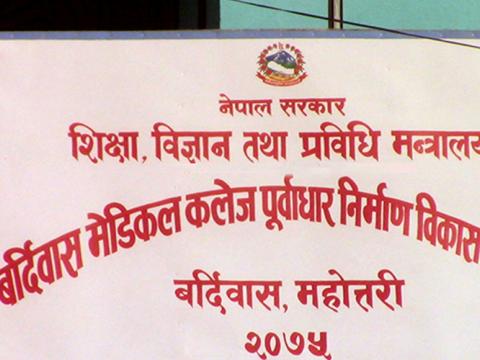 नेपाल सरकार
शिक्षा, विज्ञान तथा प्रविधि मन्त्रालय
बर्दिवास मेडिकल कलेज पूर्वाधार निर्माण विकास
बर्दिवास, महोत्तरी
२०७५